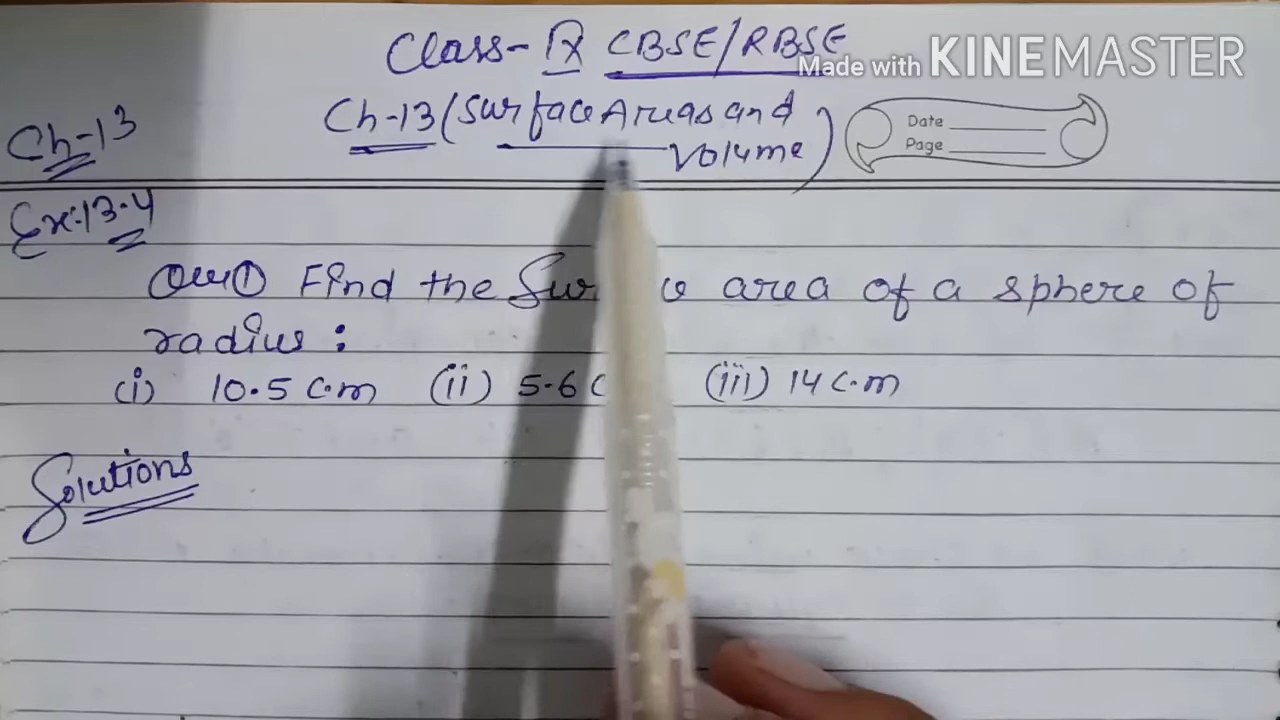 Class-IX CBSE/RBSE
Made with KINEMASTER
Ch-13 (Surface Areas and
Volume)
Date
Page
Ch-13
Ex:13.4
Que① Find the area of a sphere of
radius:
(i) 10.5 C.m (ii) 5.6 C (iii) 14 C.m
Solutions